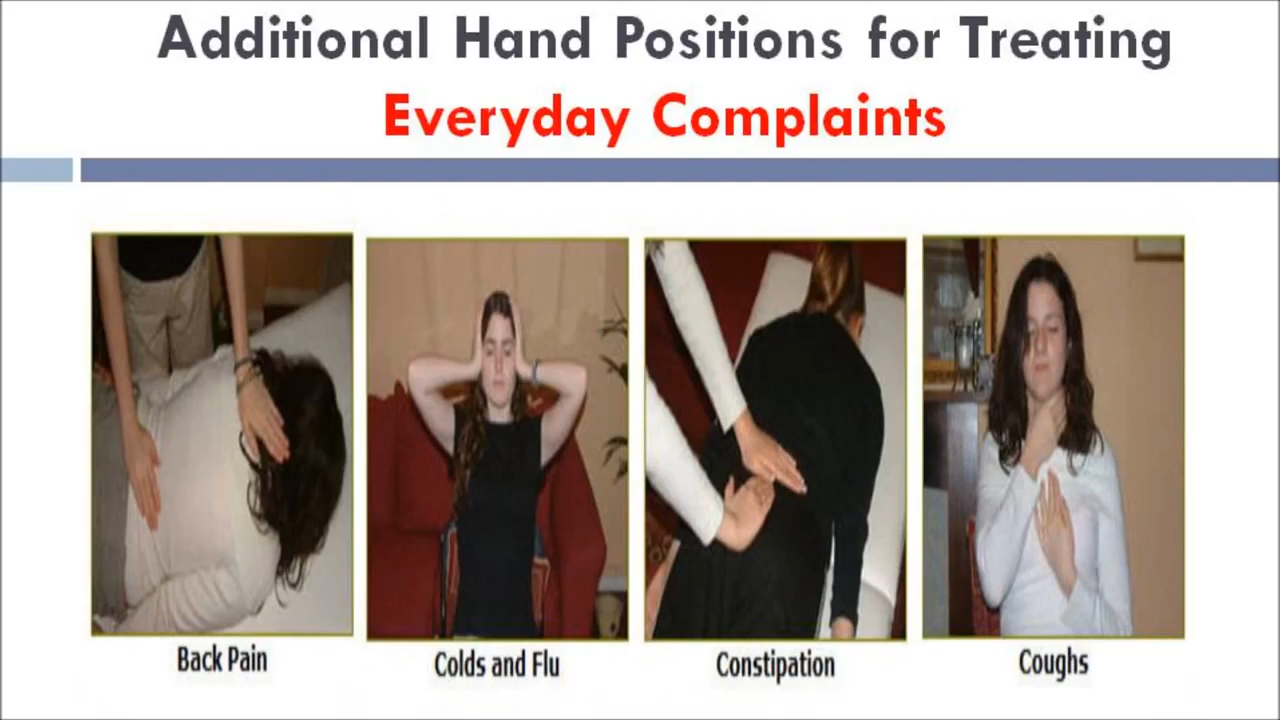 Additional Hand Positions for Treating
Everyday Complaints
Back Pain
Colds and Flu
Constipation
Coughs